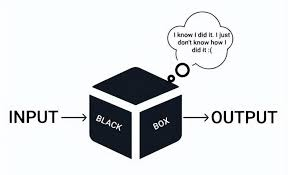 I know I did it. I just
don't know how I
did it :(
INPUT
BLACK
BOX
OUTPUT